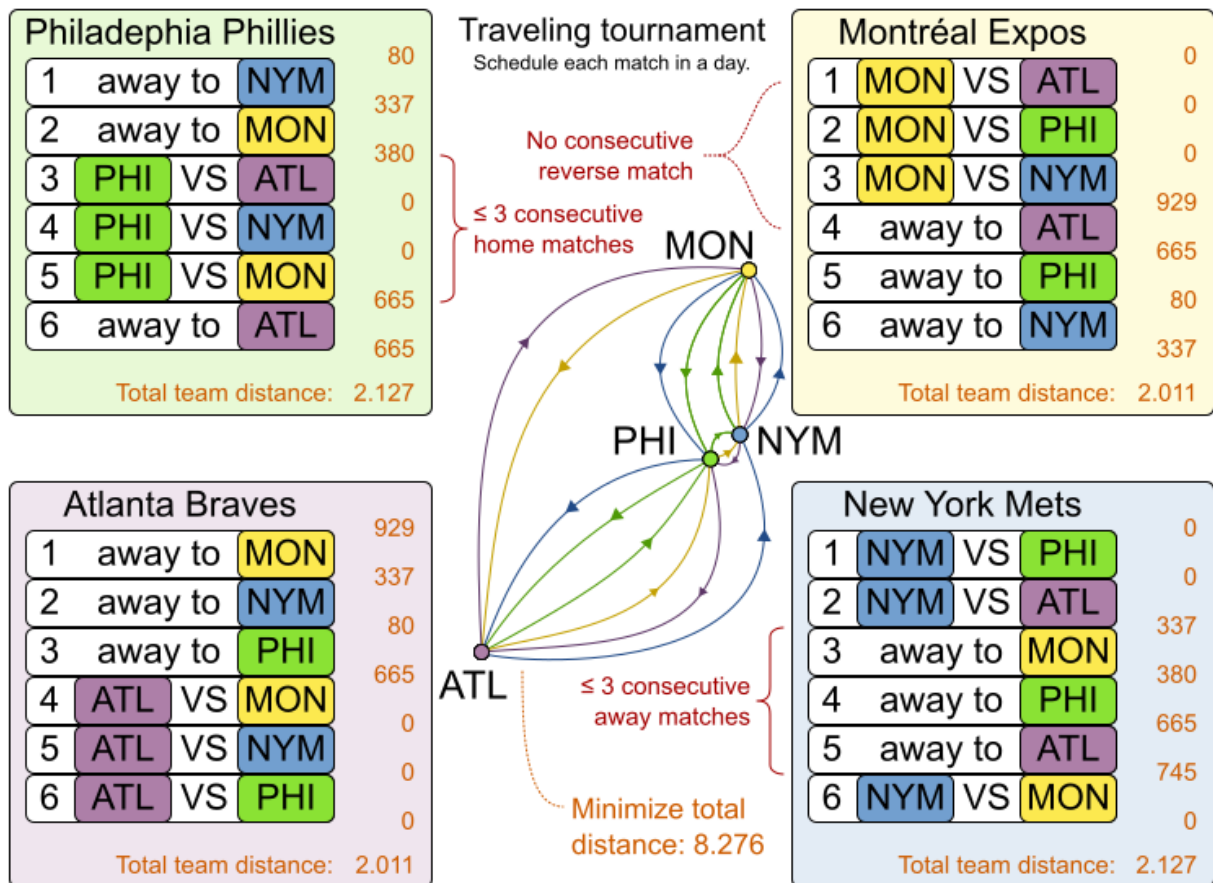 Philadephia Phillies
80
1 away to NYM
337
2 away to MON
380
3 PHI VS ATL
0
4 PHI VS NYM
0
5 PHI VS MON
665
6 away to ATL
665
Total team distance: 2.127
Traveling tournament
Schedule each match in a day.
No consecutive
reverse match
≤ 3 consecutive
home matches
Montréal Expos
0
1 MON VS ATL
0
2 MON VS PHI
0
3 MON VS NYM
929
4 away to ATL
665
5 away to PHI
80
6 away to NYM
337
Total team distance: 2.011
MON
PHI
NYM
ATL
Atlanta Braves
929
1 away to MON
337
2 away to NYM
80
3 away to PHI
665
4 ATL VS MON
0
5 ATL VS NYM
0
6 ATL VS PHI
0
Total team distance: 2.011
≤ 3 consecutive
away matches
Minimize total
distance: 8.276
New York Mets
0
1 NYM VS PHI
0
2 NYM VS ATL
337
3 away to MON
380
4 away to PHI
665
5 away to ATL
745
6 NYM VS MON
0
Total team distance: 2.127